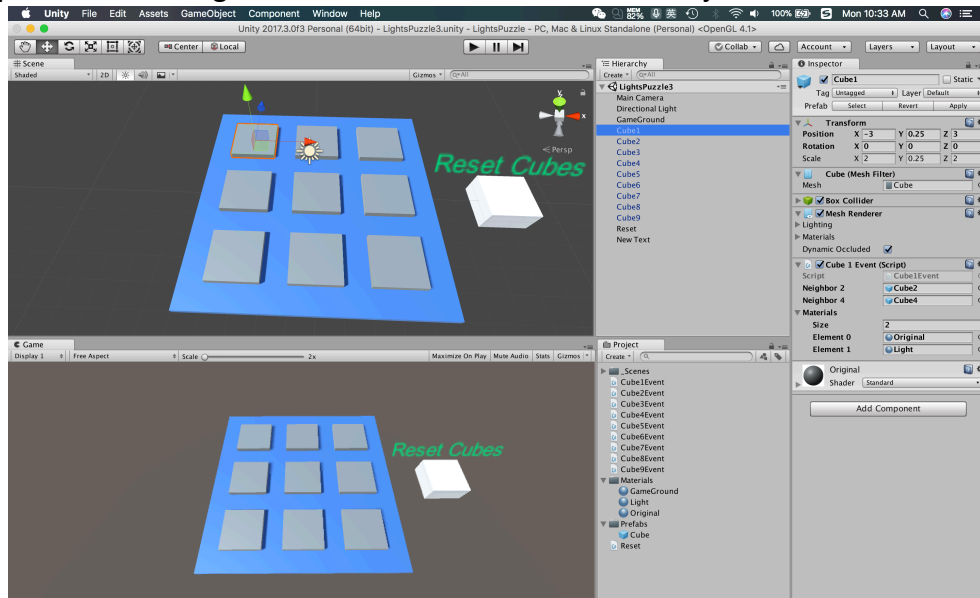 Unity File Edit Assets GameObject Component Window Help MEM 82% 英 100% Mon 10:33 AM
Unity 2017.3.0f3 Personal (64bit) - LightsPuzzle3.unity - LightsPuzzle - PC, Mac & Linux Standalone (Personal) <OpenGL 4.1>
Center Local Collab Account Layers Layout
Scene
Shaded 2D Gizmos All
y x
Persp
Reset Cubes
Hierarchy
Create All
LightsPuzzle3
Main Camera
Directional Light
GameGround
Cube1
Cube2
Cube3
Cube4
Cube5
Cube6
Cube7
Cube8
Cube9
Reset
New Text
Inspector
Cube1 Static
Tag Untagged Layer Default
Prefab Select Revert Apply
Transform
Position X -3 Y 0.25 Z 3
Rotation X 0 Y 0 Z 0
Scale X 2 Y 0.25 Z 2
Cube (Mesh Filter)
Mesh Cube
Box Collider
Mesh Renderer
Lighting
Materials
Dynamic Occluded
Cube 1 Event (Script)
Script Cube1Event
Neighbor 2 Cube2
Neighbor 4 Cube4
Materials
Size 2
Element 0 Original
Element 1 Light
Original
Shader Standard
Add Component
Game
Display 1 Free Aspect Scale 2x Maximize On Play Mute Audio Stats Gizmos
Reset Cubes
Project
Create
_Scenes
Cube1Event
Cube2Event
Cube3Event
Cube4Event
Cube5Event
Cube6Event
Cube7Event
Cube8Event
Cube9Event
Materials
GameGround
Light
Original
Prefabs
Cube
Reset